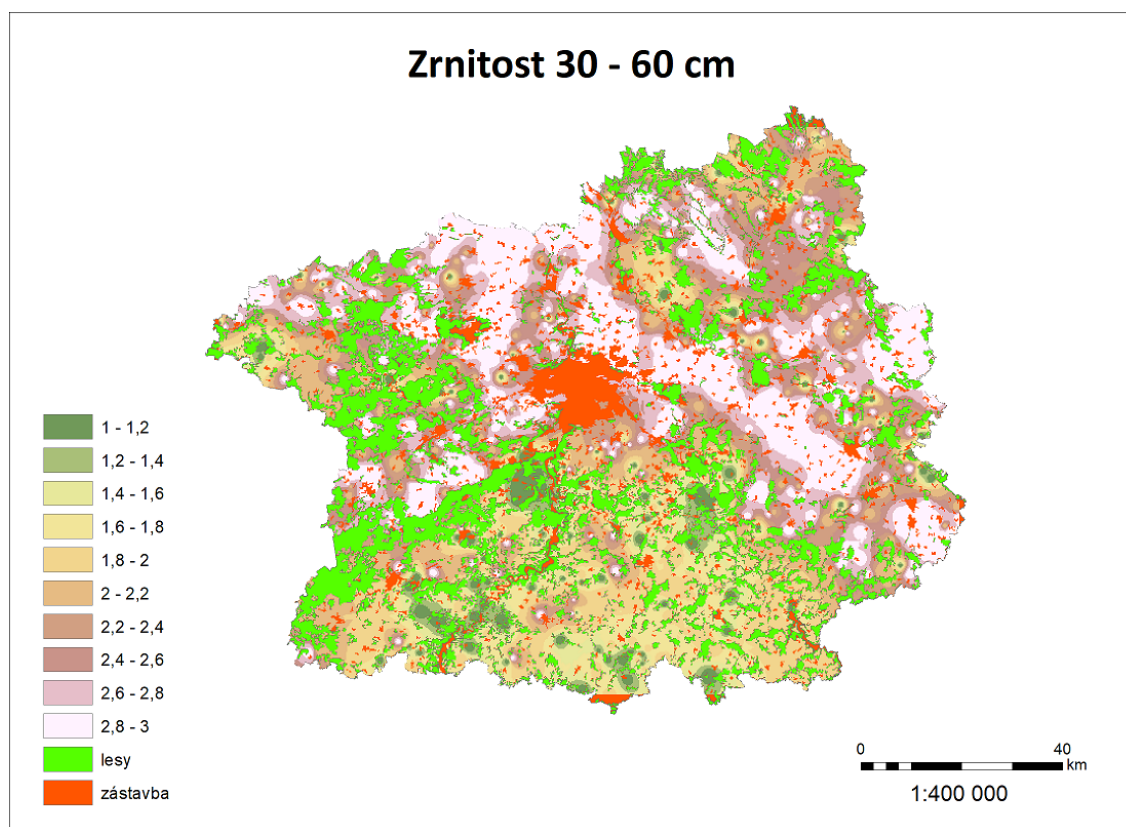 Zrnitost 30 - 60 cm
1 - 1,2
1,2 - 1,4
1,4 - 1,6
1,6 - 1,8
1,8 - 2
2 - 2,2
2,2 - 2,4
2,4 - 2,6
2,6 - 2,8
2,8 - 3
lesy
zástavba
0 40
km
1:400 000